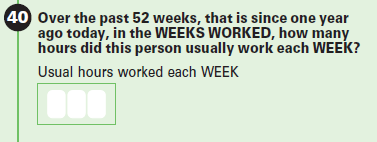 40 Over the past 52 weeks, that is since one year
ago today, in the WEEKS WORKED, how many
hours did this person usually work each WEEK?
Usual hours worked each WEEK